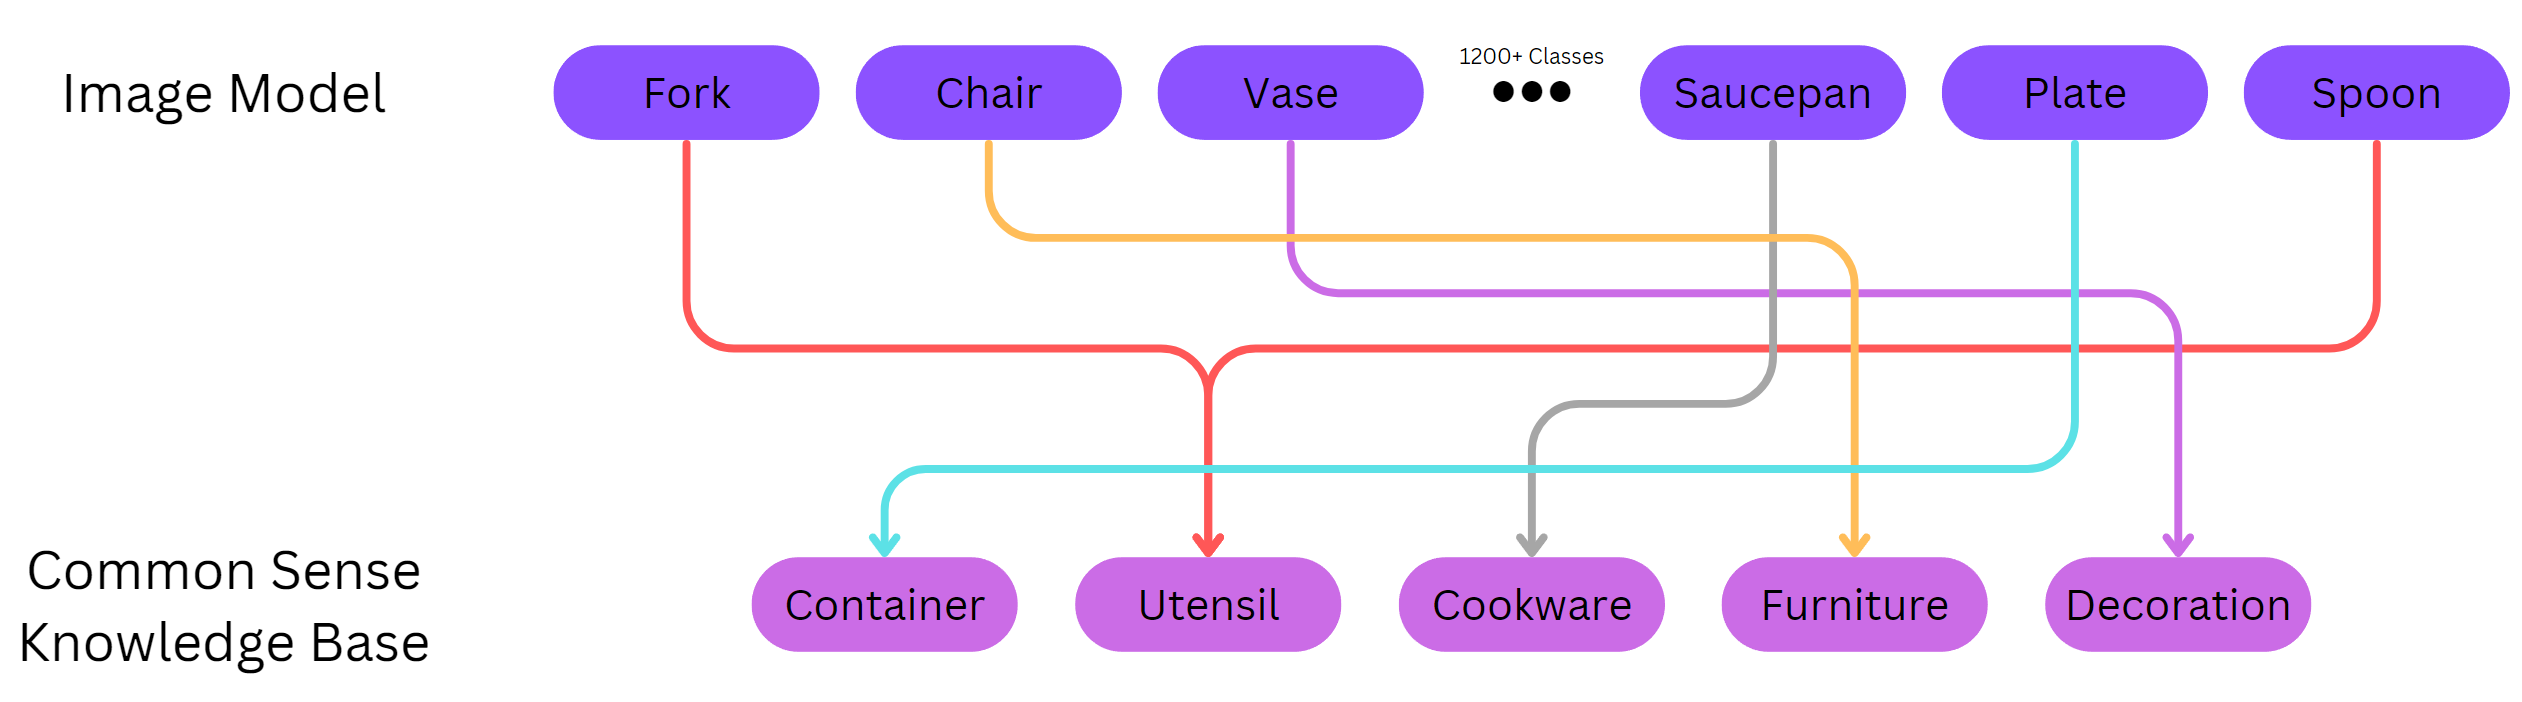 Image Model
Fork
Chair
Vase
1200+ Classes
Saucepan
Plate
Spoon
Common Sense
Knowledge Base
Container
Utensil
Cookware
Furniture
Decoration